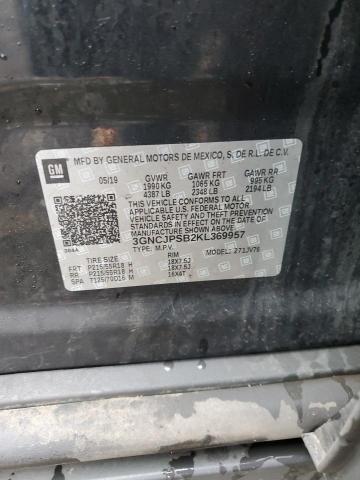 GM
MFD BY GENERAL MOTORS DE MEXICO, S. DE R.L. DE C.V.
05/19 GVWR GAWR FRT GAWR RR
1990 KG 1065 KG 995 KG
4387 LB 2348 LB 2194 LB
THIS VEHICLE CONFORMS TO ALL
APPLICABLE U.S. FEDERAL MOTOR
VEHICLE SAFETY, BUMPER, AND THEFT
PREVENTION STANDARDS IN EFFECT ON
THE DATE OF MANUFACTURE SHOWN ABOVE.
3GNCJPSB2KL369957
TYPE: M.P.V. MODEL: 271JV76
TIRE SIZE RIM
FRT P215/55R18 H 18X7.5J
RR P215/55R18 H 18X7.5J
SPA T125/70D16 M 16X4T